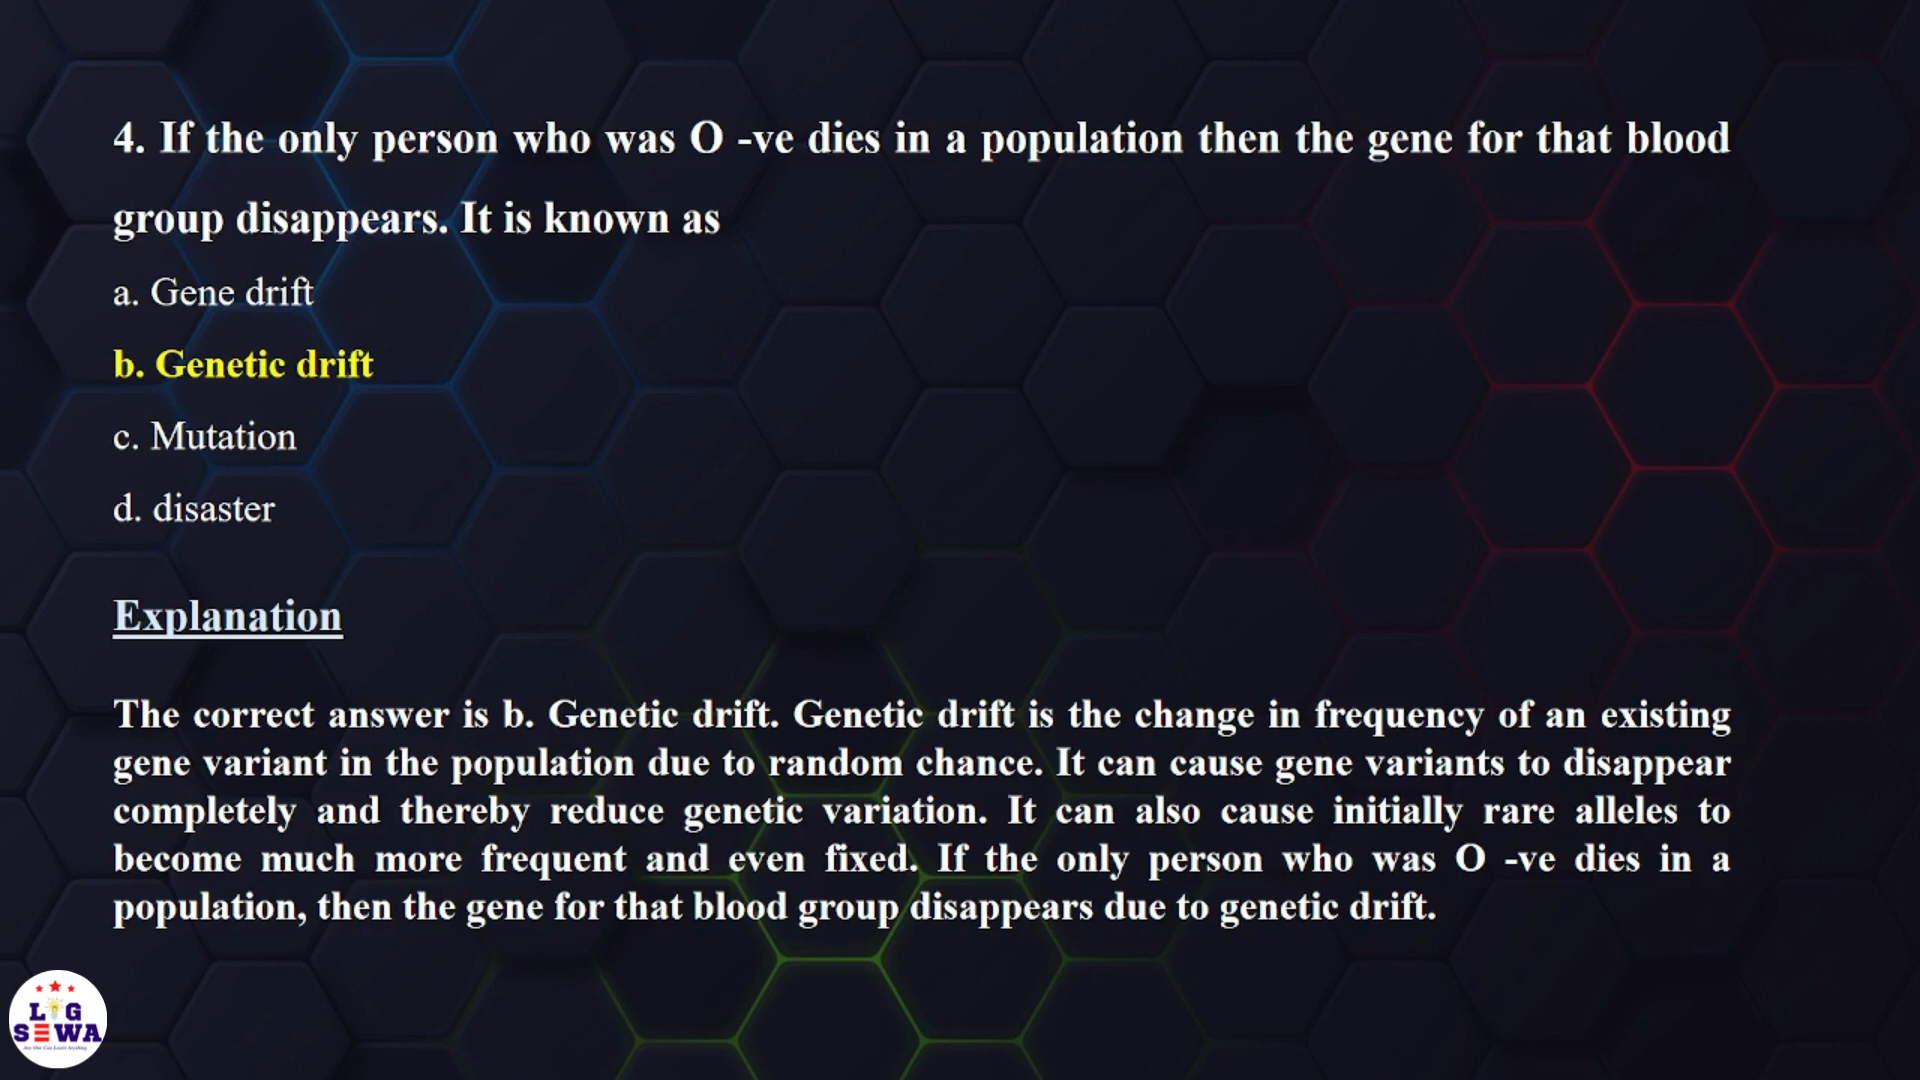 4. If the only person who was O -ve dies in a population then the gene for that blood
group disappears. It is known as
a. Gene drift
b. Genetic drift
c. Mutation
d. disaster
Explanation
The correct answer is b. Genetic drift. Genetic drift is the change in frequency of an existing
gene variant in the population due to random chance. It can cause gene variants to disappear
completely and thereby reduce genetic variation. It can also cause initially rare alleles to
become much more frequent and even fixed. If the only person who was O -ve dies in a
population, then the gene for that blood group disappears due to genetic drift.
L G
SEWA
Any One Can Learn Anything